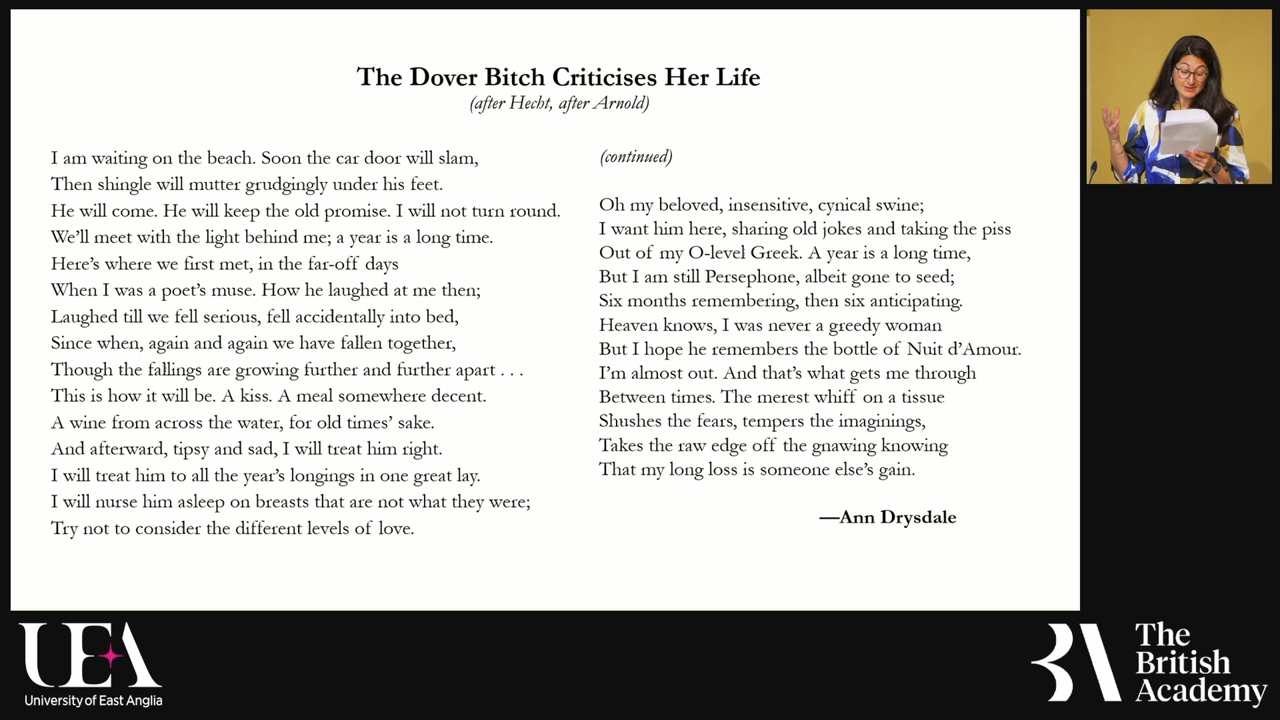 The Dover Bitch Criticises Her Life
(after Hecht, after Arnold)
I am waiting on the beach. Soon the car door will slam,
Then shingle will mutter grudgingly under his feet.
He will come. He will keep the old promise. I will not turn round.
We’ll meet with the light behind me; a year is a long time.
Here’s where we first met, in the far-off days
When I was a poet’s muse. How he laughed at me then;
Laughed till we fell serious, fell accidentally into bed,
Since when, again and again we have fallen together,
Though the fallings are growing further and further apart . . .
This is how it will be. A kiss. A meal somewhere decent.
A wine from across the water, for old times’ sake.
And afterward, tipsy and sad, I will treat him right.
I will treat him to all the year’s longings in one great lay.
I will nurse him asleep on breasts that are not what they were;
Try not to consider the different levels of love.
(continued)
Oh my beloved, insensitive, cynical swine;
I want him here, sharing old jokes and taking the piss
Out of my O-level Greek. A year is a long time,
But I am still Persephone, albeit gone to seed;
Six months remembering, then six anticipating.
Heaven knows, I was never a greedy woman
But I hope he remembers the bottle of Nuit d’Amour.
I’m almost out. And that’s what gets me through
Between times. The merest whiff on a tissue
Shushes the fears, tempers the imaginings,
Takes the raw edge off the gnawing knowing
That my long loss is someone else’s gain.
—Ann Drysdale
UEA
University of East Anglia
BA
The
British
Academy